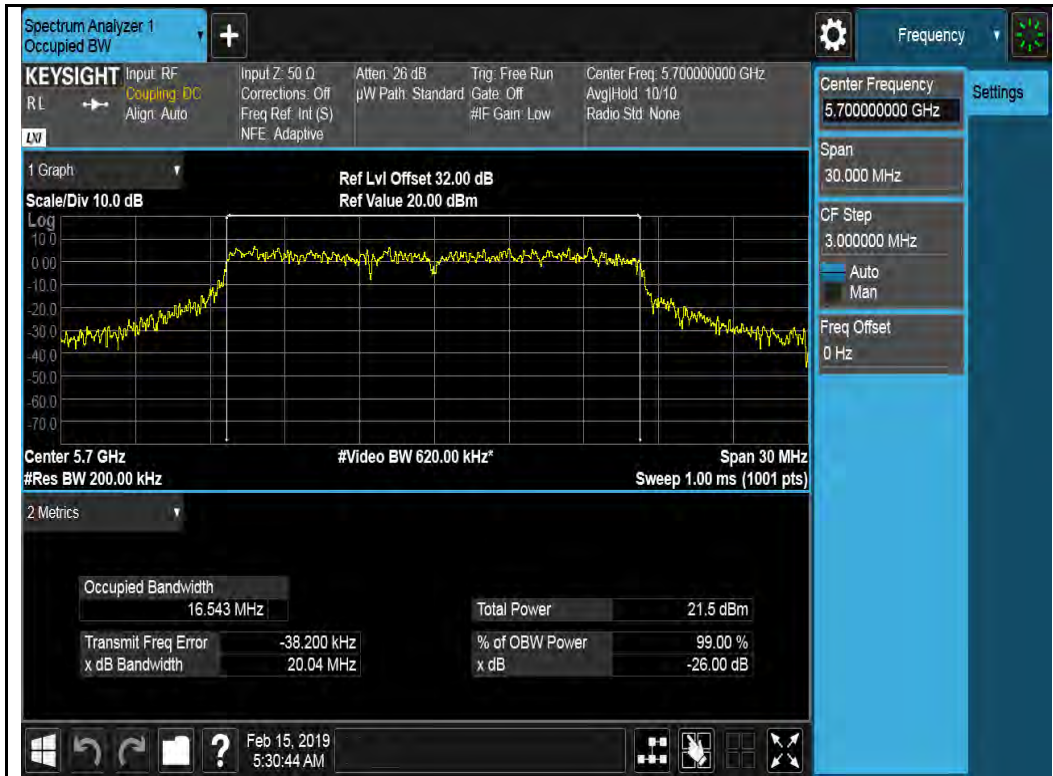 Spectrum Analyzer 1
Occupied BW
+
Frequency
KEYSIGHT
RL
LXI
Input: RF
Coupling: DC
Align: Auto
Input Z: 50 Ω
Corrections: Off
Freq Ref: Int (S)
NFE: Adaptive
Atten: 26 dB
µW Path: Standard
Trig: Free Run
Gate: Off
#IF Gain: Low
Center Freq: 5.700000000 GHz
Avg|Hold: 10/10
Radio Std: None
Center Frequency
5.700000000 GHz
Settings
Span
30.000 MHz
CF Step
3.000000 MHz
Auto
Man
Freq Offset
0 Hz
1 Graph
Scale/Div 10.0 dB
Ref Lvl Offset 32.00 dB
Ref Value 20.00 dBm
Log
10.0
0.00
-10.0
-20.0
-30.0
-40.0
-50.0
-60.0
-70.0
Center 5.7 GHz
#Video BW 620.00 kHz*
Span 30 MHz
#Res BW 200.00 kHz
Sweep 1.00 ms (1001 pts)
2 Metrics
Occupied Bandwidth
16.543 MHz
Total Power 21.5 dBm
Transmit Freq Error -38.200 kHz
% of OBW Power 99.00 %
x dB Bandwidth 20.04 MHz
x dB -26.00 dB
?
Feb 15, 2019
5:30:44 AM